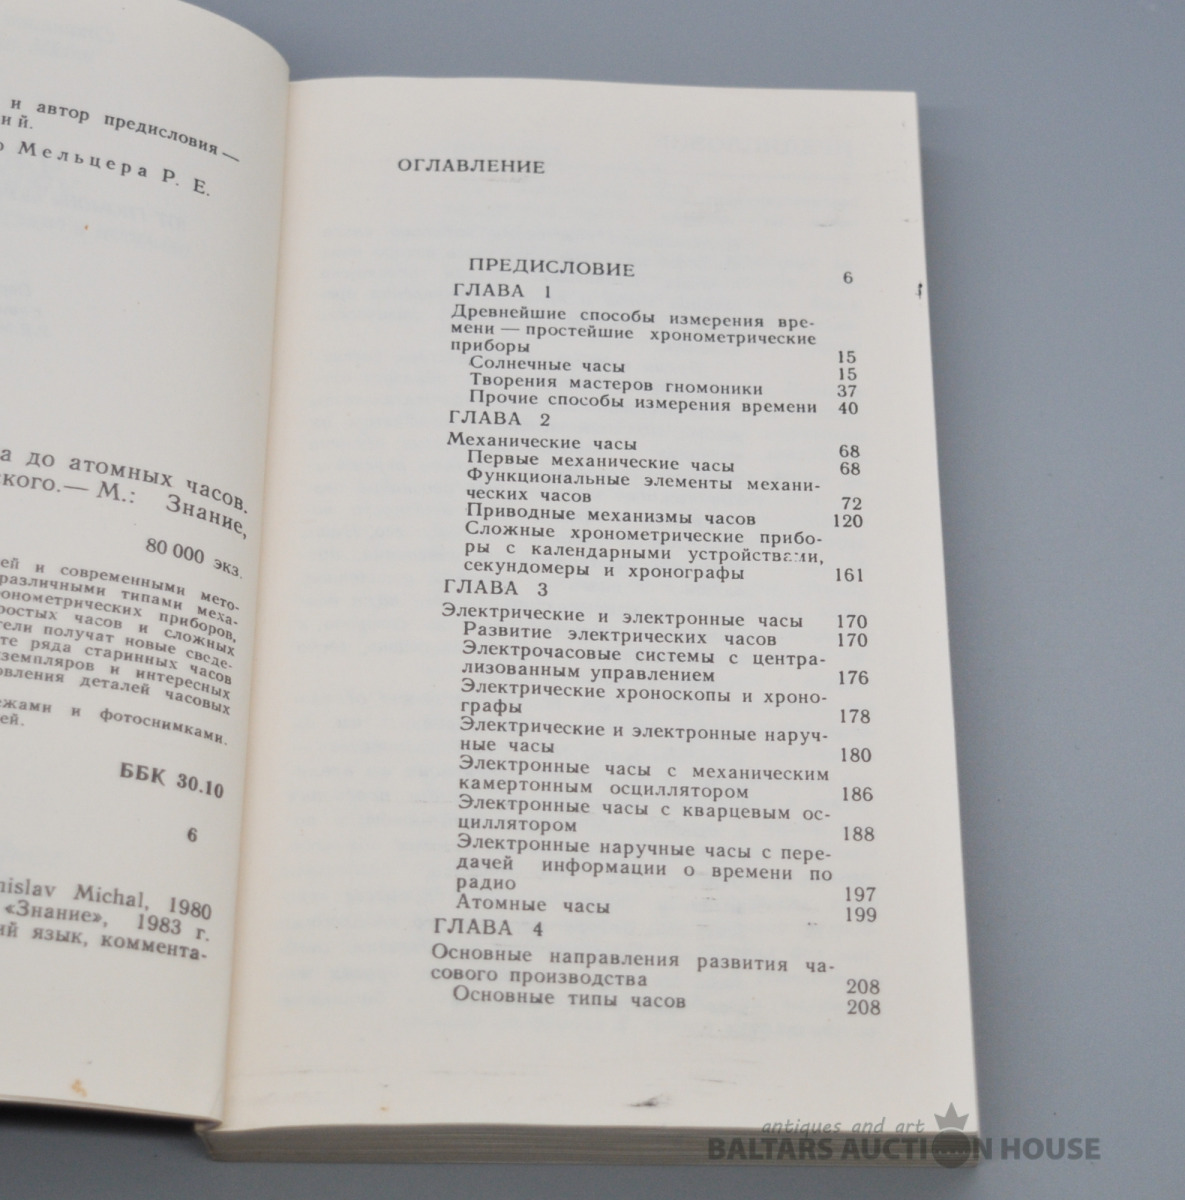 и автор предисловия —
ий.
Мельцера Р. Е.
а до атомных часов.
ского.— М.: Знание,
80 000 экз.
ей и современными мето-
различными типами меха-
онометрических приборов,
ростых часов и сложных
тели получат новые сведе-
те ряда старинных часов
земпляров и интересных
овления деталей часовых
ежами и фотоснимками.
ей.
ББК 30.10
6
nislav Michal, 1980
«Знание», 1983 г.
ий язык, коммента-
ОГЛАВЛЕНИЕ
ПРЕДИСЛОВИЕ 6
ГЛАВА 1
Древнейшие способы измерения вре-
мени — простейшие хронометрические
приборы 15
Солнечные часы 15
Творения мастеров гномоники 37
Прочие способы измерения времени 40
ГЛАВА 2
Механические часы 68
Первые механические часы 68
Функциональные элементы механи-
ческих часов 72
Приводные механизмы часов 120
Сложные хронометрические прибо-
ры с календарными устройствами,
секундомеры и хронографы 161
ГЛАВА 3
Электрические и электронные часы 170
Развитие электрических часов 170
Электрочасовые системы с центра-
лизованным управлением 176
Электрические хроноскопы и хроно-
графы 178
Электрические и электронные наруч-
ные часы 180
Электронные часы с механическим
камертонным осциллятором 186
Электронные часы с кварцевым ос-
циллятором 188
Электронные наручные часы с пере-
дачей информации о времени по
радио 197
Атомные часы 199
ГЛАВА 4
Основные направления развития ча-
сового производства 208
Основные типы часов 208
antiques and art
BALTARS AUCTION HOUSE